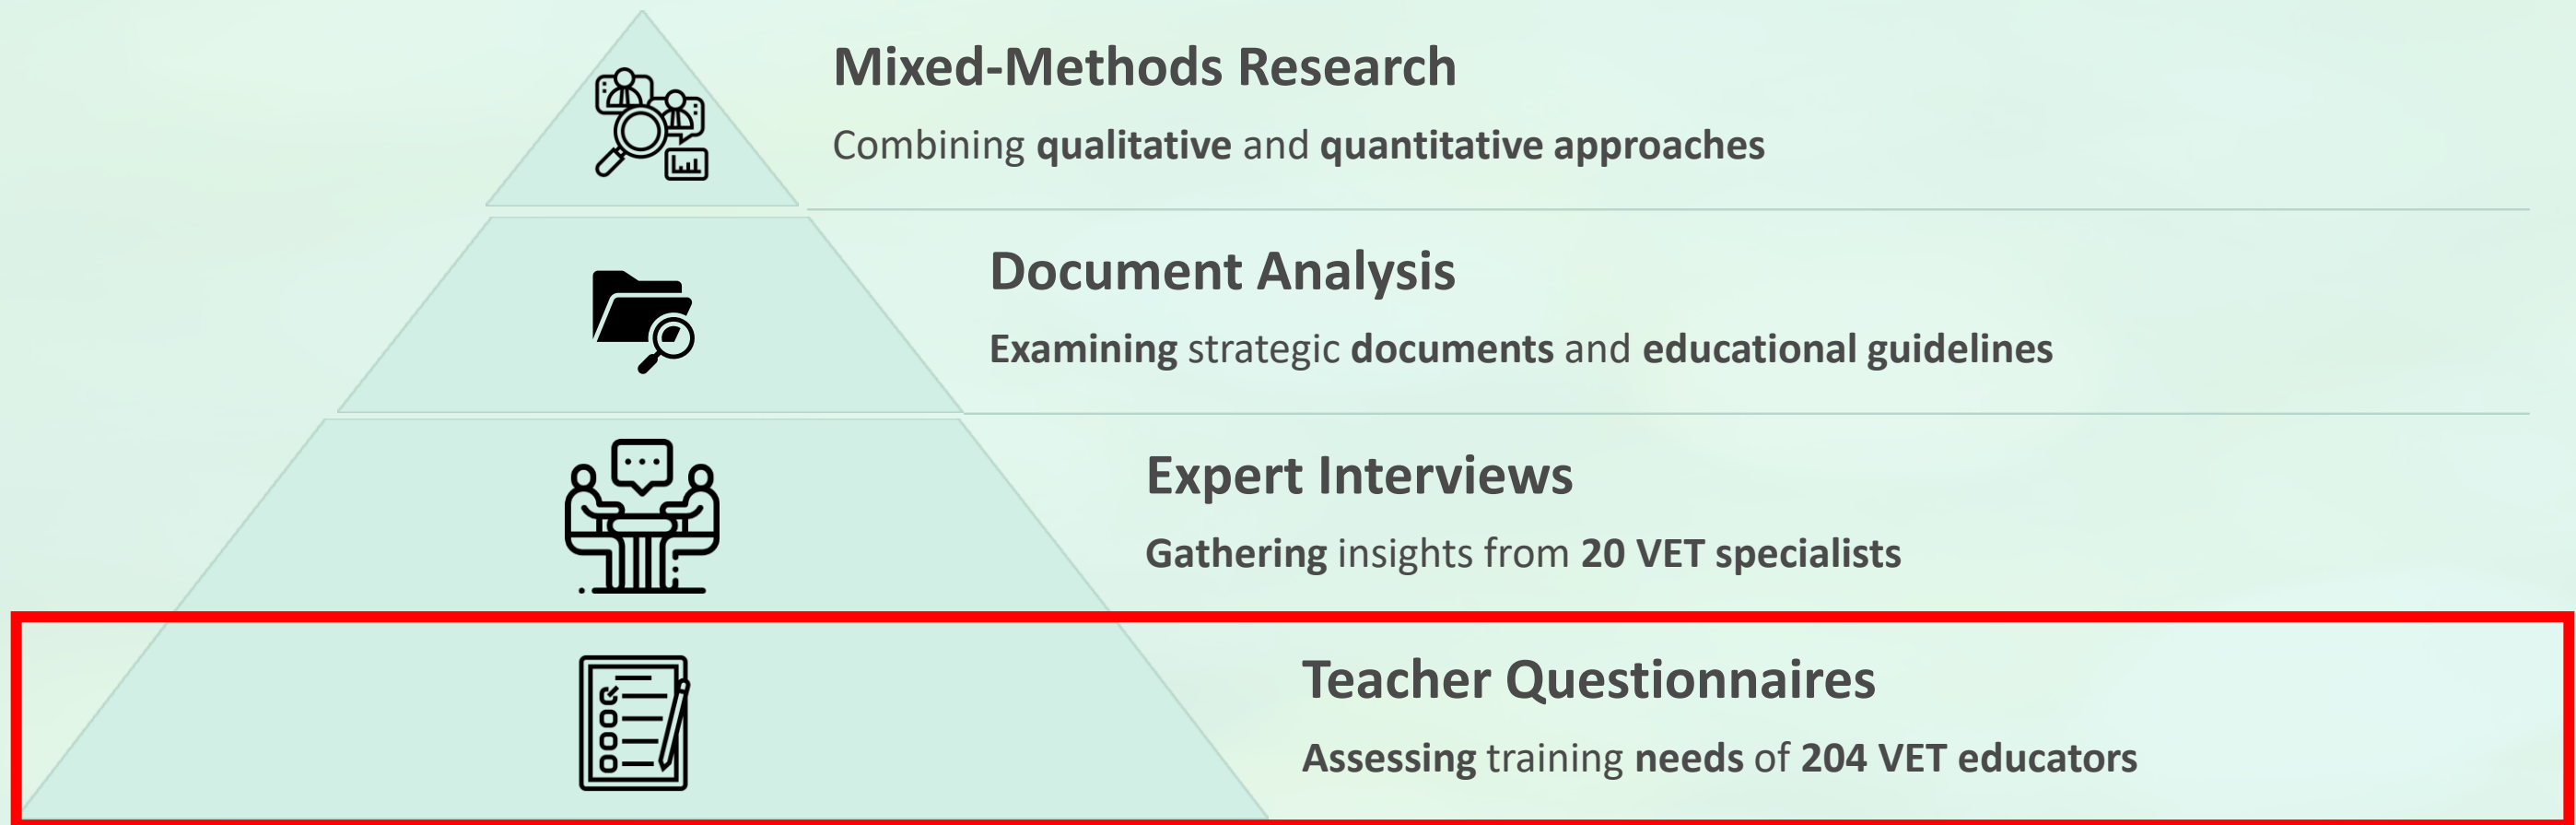 Mixed-Methods Research
Combining qualitative and quantitative approaches
Document Analysis
Examining strategic documents and educational guidelines
Expert Interviews
Gathering insights from 20 VET specialists
Teacher Questionnaires
Assessing training needs of 204 VET educators